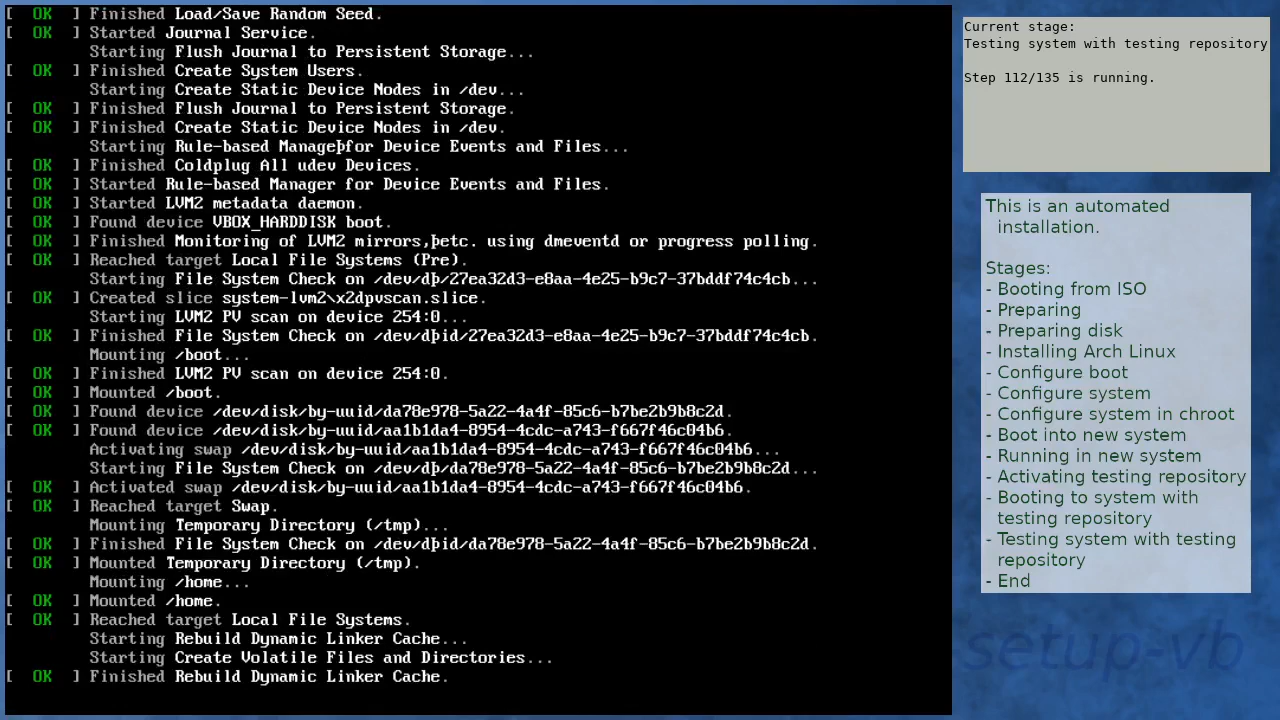 [  OK  ] Finished Load/Save Random Seed.
[  OK  ] Started Journal Service.
Starting Flush Journal to Persistent Storage...
[  OK  ] Finished Create System Users.
Starting Create Static Device Nodes in /dev...
[  OK  ] Finished Flush Journal to Persistent Storage.
[  OK  ] Finished Create Static Device Nodes in /dev.
Starting Rule-based Manageþfor Device Events and Files...
[  OK  ] Finished Coldplug All udev Devices.
[  OK  ] Started Rule-based Manager for Device Events and Files.
[  OK  ] Started LVM2 metadata daemon.
[  OK  ] Found device VBOX_HARDDISK boot.
[  OK  ] Finished Monitoring of LVM2 mirrors,þetc. using dmeventd or progress polling.
[  OK  ] Reached target Local File Systems (Pre).
Starting File System Check on /dev/dþ/27ea32d3-e8aa-4e25-b9c7-37bddf74c4cb...
[  OK  ] Created slice system-lvm2\x2dpvscan.slice.
Starting LVM2 PV scan on device 254:0...
[  OK  ] Finished File System Check on /dev/dþid/27ea32d3-e8aa-4e25-b9c7-37bddf74c4cb.
Mounting /boot...
[  OK  ] Finished LVM2 PV scan on device 254:0.
[  OK  ] Mounted /boot.
[  OK  ] Found device /dev/disk/by-uuid/da78e978-5a22-4a4f-85c6-b7be2b9b8c2d.
[  OK  ] Found device /dev/disk/by-uuid/aa1b1da4-8954-4cdc-a743-f667f46c04b6.
Activating swap /dev/disk/by-uuid/aa1b1da4-8954-4cdc-a743-f667f46c04b6...
Starting File System Check on /dev/dþ/da78e978-5a22-4a4f-85c6-b7be2b9b8c2d...
[  OK  ] Activated swap /dev/disk/by-uuid/aa1b1da4-8954-4cdc-a743-f667f46c04b6.
[  OK  ] Reached target Swap.
Mounting Temporary Directory (/tmp)...
[  OK  ] Finished File System Check on /dev/dþid/da78e978-5a22-4a4f-85c6-b7be2b9b8c2d.
[  OK  ] Mounted Temporary Directory (/tmp).
Mounting /home...
[  OK  ] Mounted /home.
[  OK  ] Reached target Local File Systems.
Starting Rebuild Dynamic Linker Cache...
Starting Create Volatile Files and Directories...
[  OK  ] Finished Rebuild Dynamic Linker Cache.
Current stage:
Testing system with testing repository
Step 112/135 is running.
This is an automated
installation.
Stages:
- Booting from ISO
- Preparing
- Preparing disk
- Installing Arch Linux
- Configure boot
- Configure system
- Configure system in chroot
- Boot into new system
- Running in new system
- Activating testing repository
- Booting to system with
testing repository
- Testing system with testing
repository
- End
setup-vb